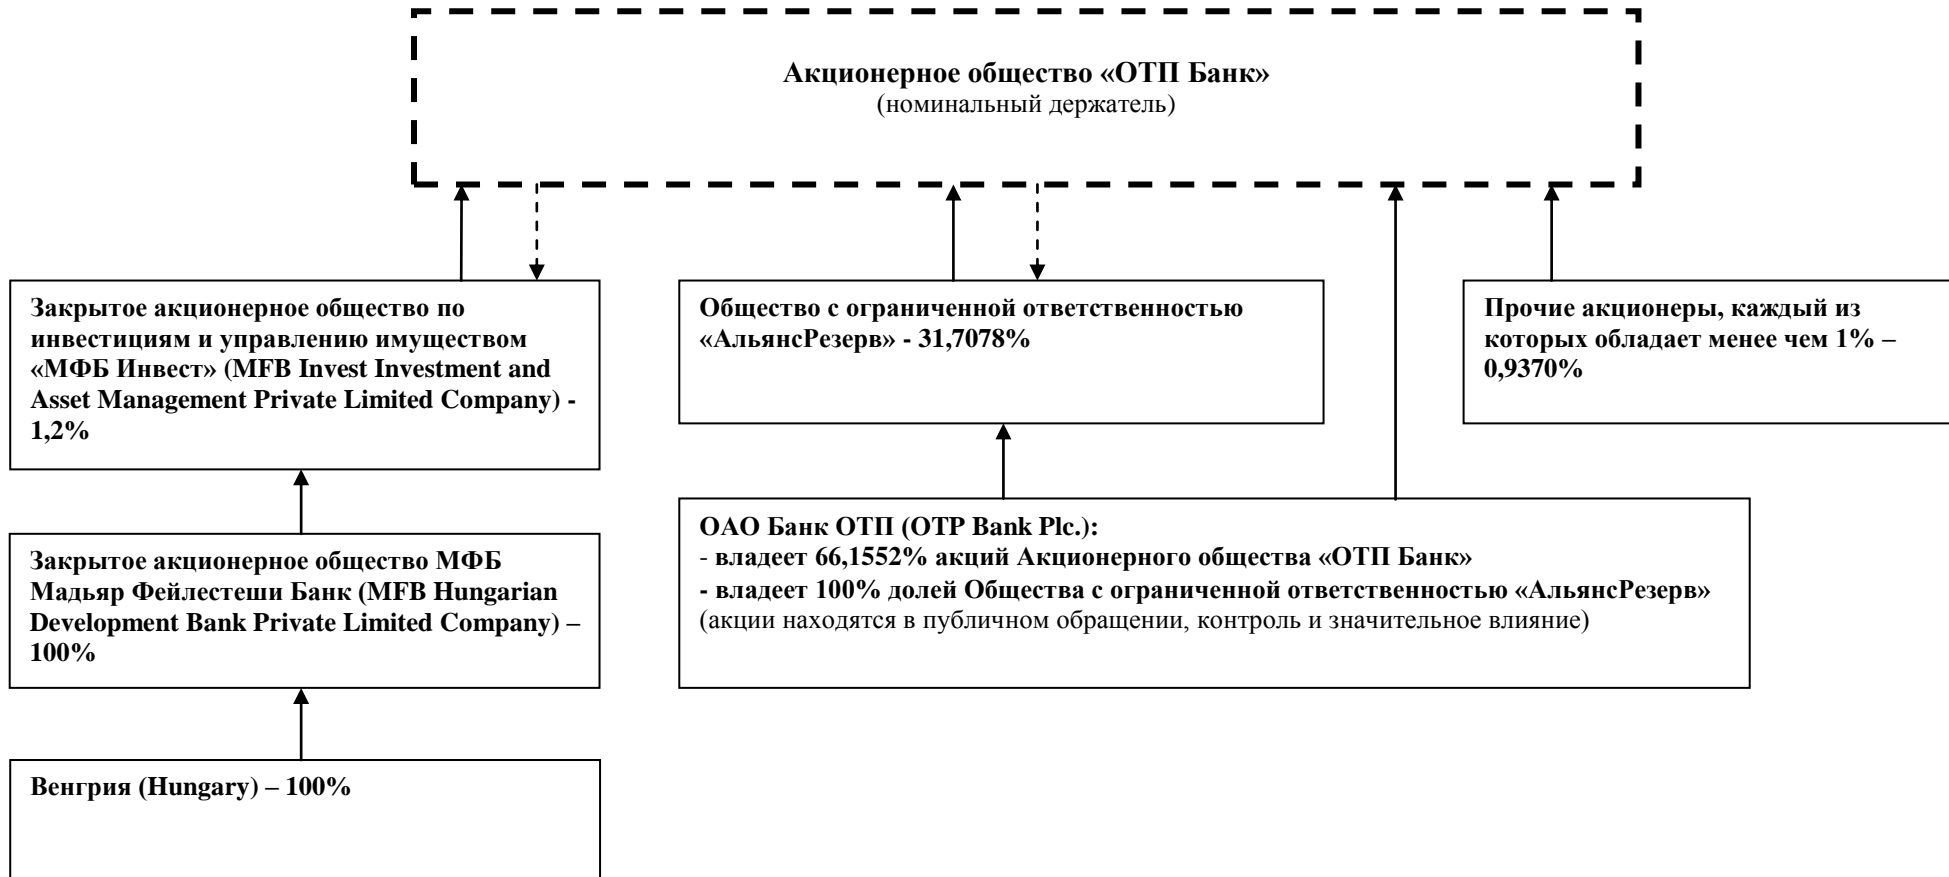 Акционерное общество «ОТП Банк»
(номинальный держатель)
Закрытое акционерное общество по
инвестициям и управлению имуществом
«МФБ Инвест» (MFB Invest Investment and
Asset Management Private Limited Company) -
1,2%
Общество с ограниченной ответственностью
«АльянсРезерв» - 31,7078%
Прочие акционеры, каждый из
которых обладает менее чем 1% –
0,9370%
Закрытое акционерное общество МФБ
Мадьяр Фейлестеши Банк (MFB Hungarian
Development Bank Private Limited Company) –
100%
ОАО Банк ОТП (OTP Bank Plc.):
- владеет 66,1552% акций Акционерного общества «ОТП Банк»
- владеет 100% долей Общества с ограниченной ответственностью «АльянсРезерв»
(акции находятся в публичном обращении, контроль и значительное влияние)
Венгрия (Hungary) – 100%